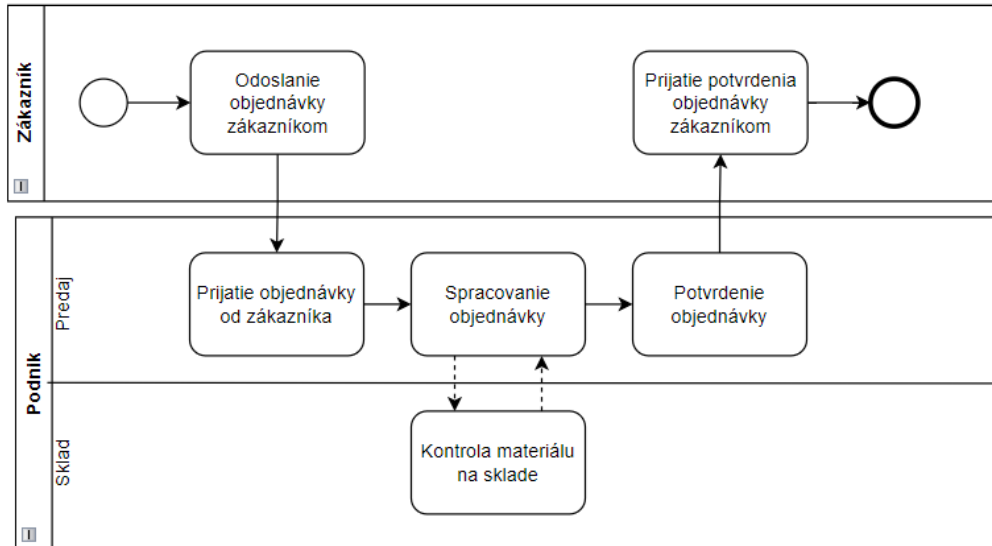 Zákazník
Odoslanie
objednávky
zákazníkom
Prijatie potvrdenia
objednávky
zákazníkom
Podnik
Predaj
Prijatie objednávky
od zákazníka
Spracovanie
objednávky
Potvrdenie
objednávky
Sklad
Kontrola materiálu
na sklade